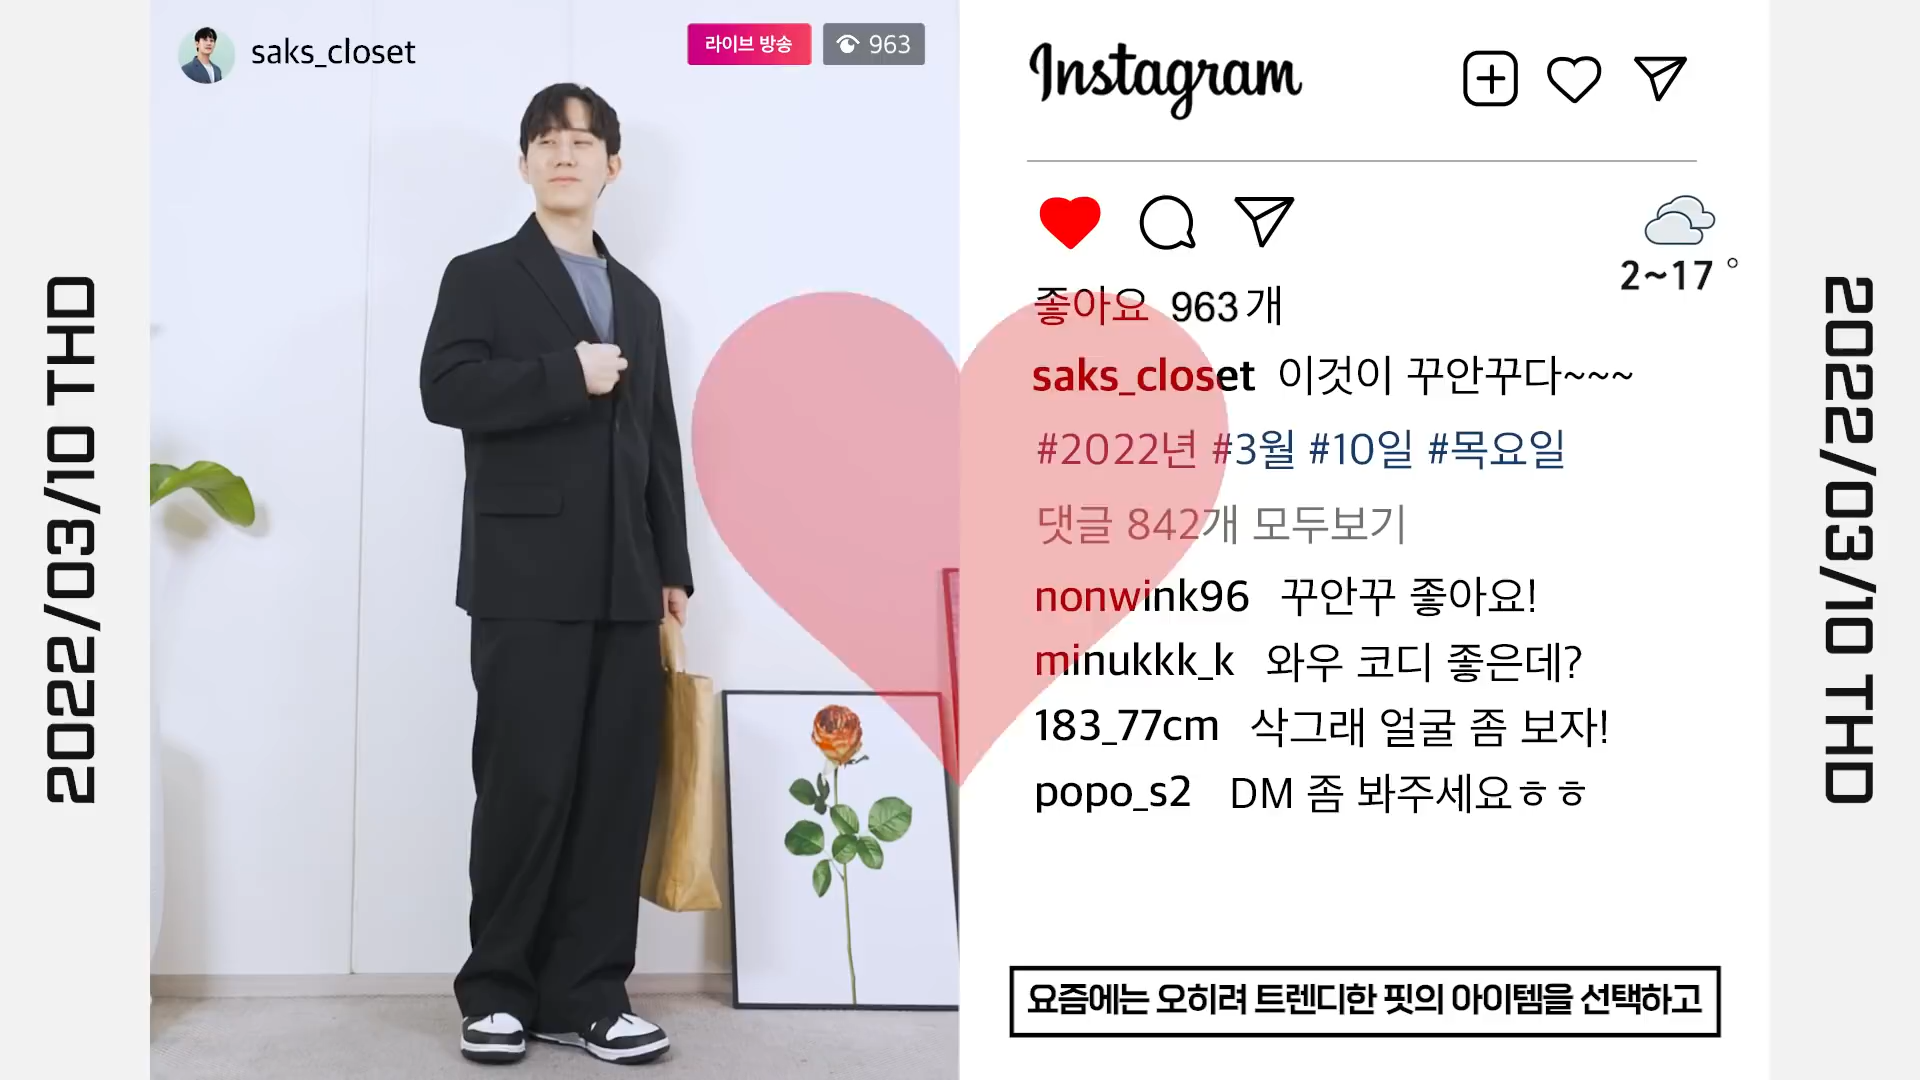 2022/03/10 THD
saks_closet
라이브 방송
963
Instagram
2~17 °
좋아요 963개
saks_closet 이것이 꾸안꾸다~~~
#2022년 #3월 #10일 #목요일
댓글 842개 모두보기
nonwink96 꾸안꾸 좋아요!
minukkk_k 와우 코디 좋은데?
183_77cm 삭그래 얼굴 좀 보자!
popo_s2 DM 좀 봐주세요ㅎㅎ
요즘에는 오히려 트렌디한 핏의 아이템을 선택하고
2022/03/10 THD